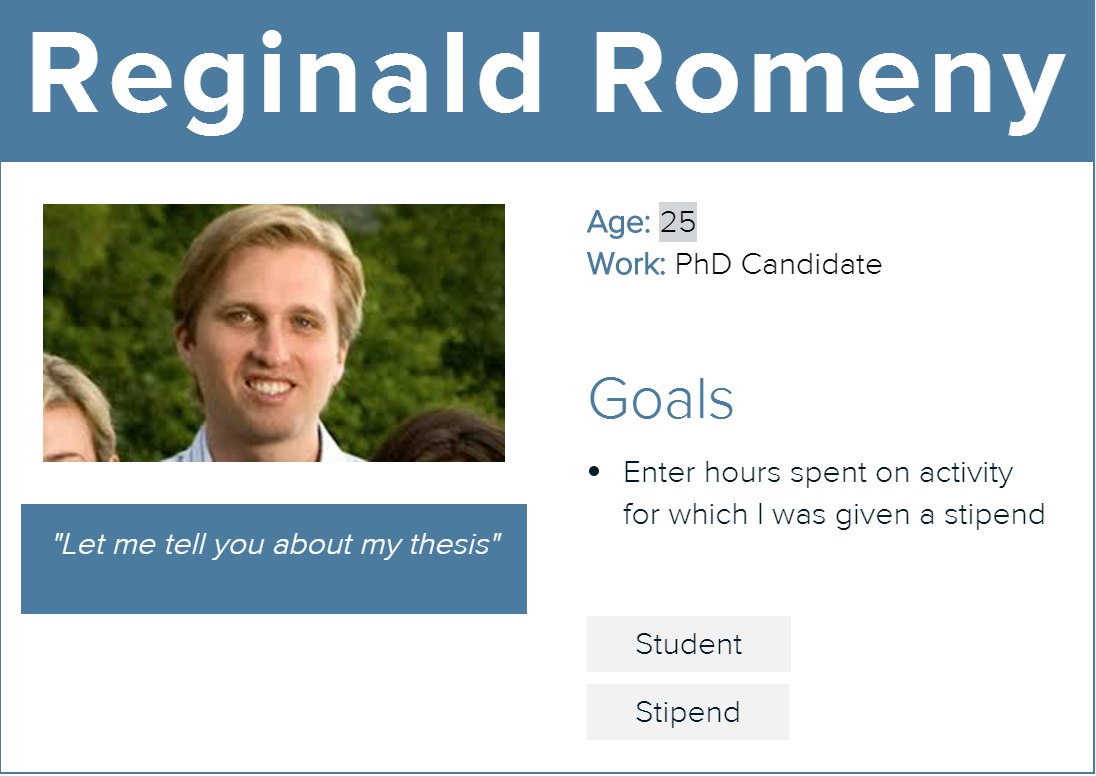 Reginald Romeny
Age: 25
Work: PhD Candidate
Goals
• Enter hours spent on activity
for which I was given a stipend
"Let me tell you about my thesis"
Student
Stipend